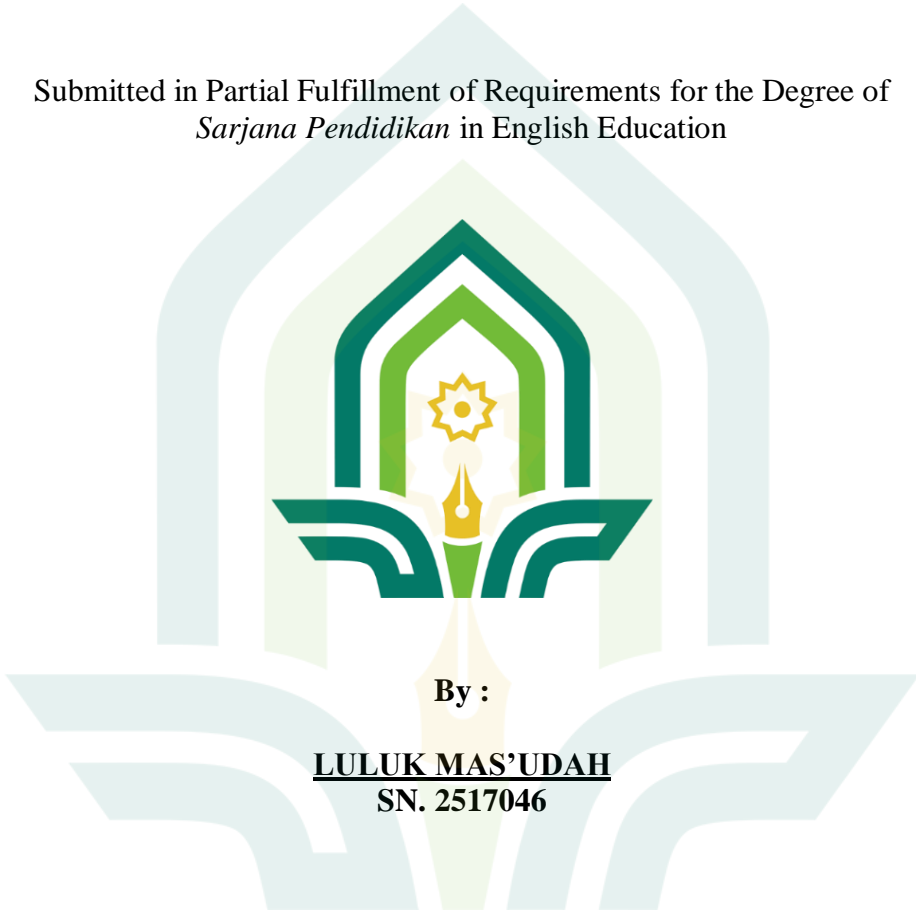 Submitted in Partial Fulfillment of Requirements for the Degree of
Sarjana Pendidikan in English Education
By :
LULUK MAS’UDAH
SN. 2517046